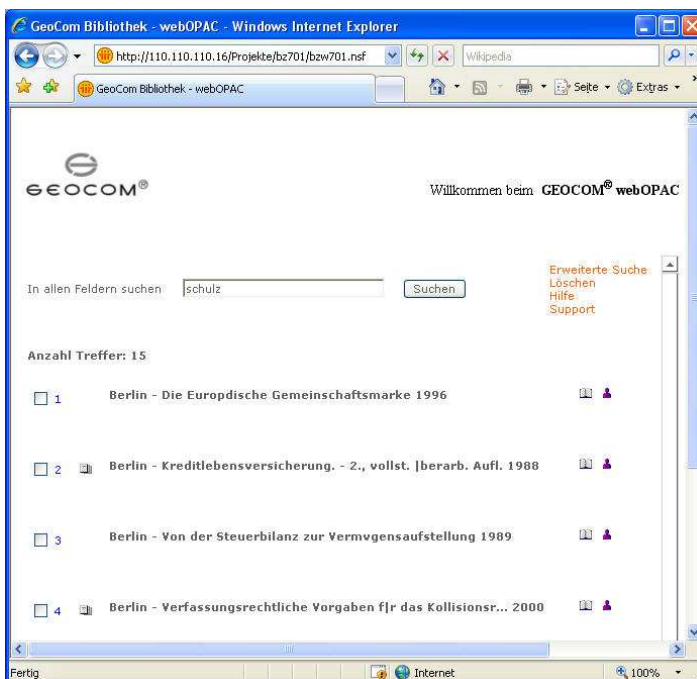 GeoCom Bibliothek - webOPAC - Windows Internet Explorer
http://110.110.110.16/Projekte/bz701/bzw701.nsf
Wikipedia
GeoCom Bibliothek - webOPAC
Seite
Extras
GEOCOM®
Willkommen beim GEOCOM® webOPAC
In allen Feldern suchen
schulz
Suchen
Erweiterte Suche
Löschen
Hilfe
Support
Anzahl Treffer: 15
1 Berlin - Die Europdische Gemeinschaftsmarke 1996
2 Berlin - Kreditlebensversicherung. - 2., vollst. |berarb. Aufl. 1988
3 Berlin - Von der Steuerbilanz zur Vermvgensaufstellung 1989
4 Berlin - Verfassungsrechtliche Vorgaben f|r das Kollisionsr... 2000
Fertig
Internet
100%